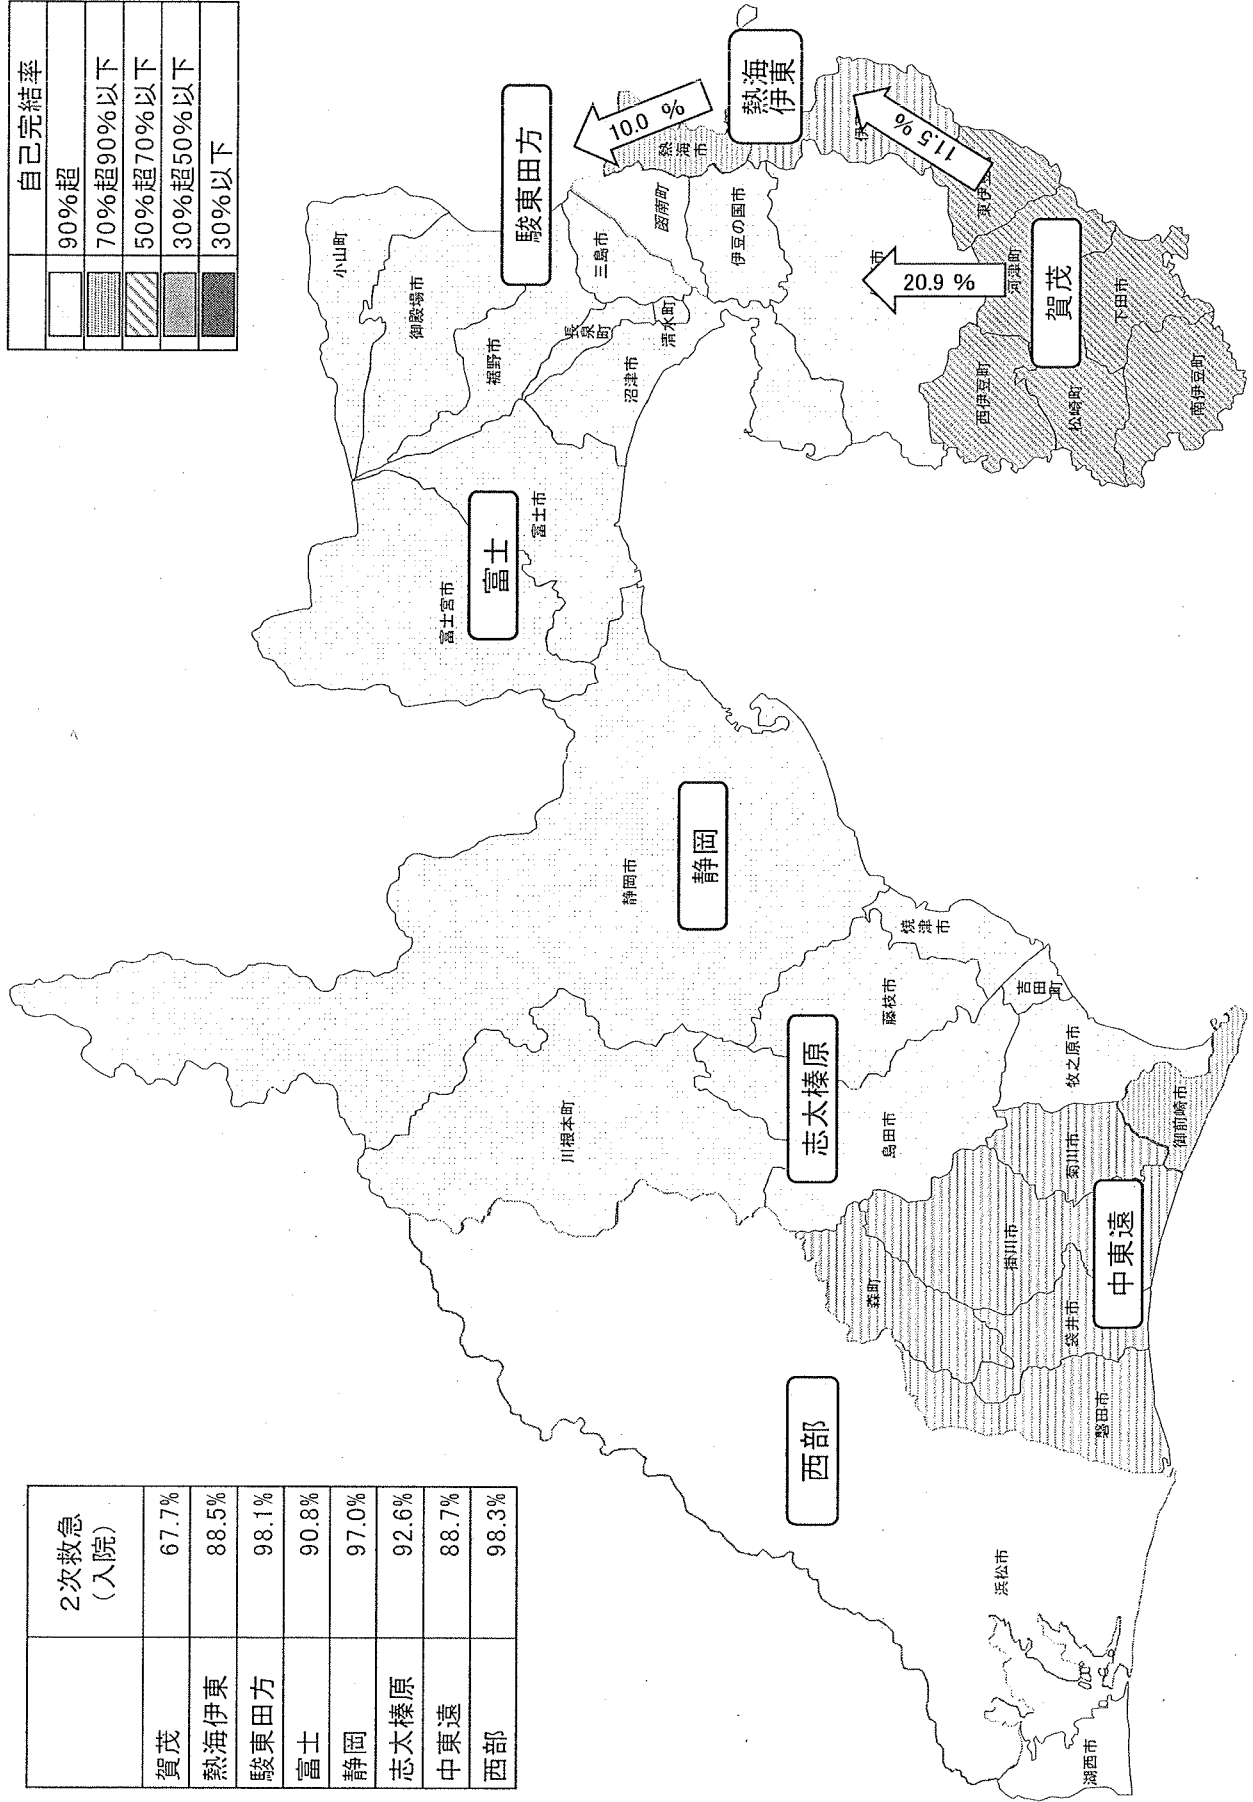 ２次救急
（入院）
賀茂 67.7%
熱海伊東 88.5%
駿東田方 98.1%
富士 90.8%
静岡 97.0%
志太榛原 92.6%
中東遠 88.7%
西部 98.3%
自己完結率
90%超
70%超90%以下
50%超70%以下
30%超50%以下
30%以下
小山町
御殿場市
裾野市
駿東田方
三島市
長泉町
清水町
函南町
沼津市
伊豆の国市
熱海市
10.0 %
熱海
伊東
11.5 %
20.9 %
市
東伊豆
河津町
賀茂
西伊豆町
松崎町
下田市
南伊豆町
富士
富士宮市
富士市
静岡市
静岡
川根本町
志太榛原
藤枝市
焼津市
島田市
吉田町
牧之原市
御前崎市
菊川市
掛川市
中東遠
森町
袋井市
磐田市
西部
浜松市
湖西市